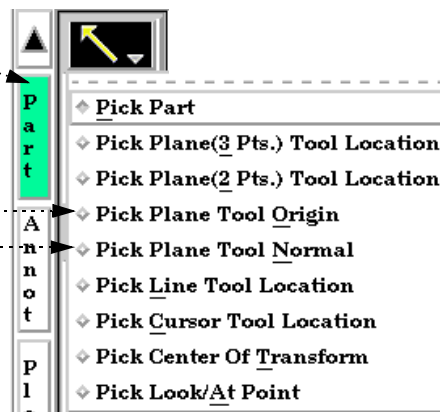 Part
Annot
Pl
Pick Part
Pick Plane(3 Pts.) Tool Location
Pick Plane(2 Pts.) Tool Location
Pick Plane Tool Origin
Pick Plane Tool Normal
Pick Line Tool Location
Pick Cursor Tool Location
Pick Center Of Transform
Pick Look/At Point